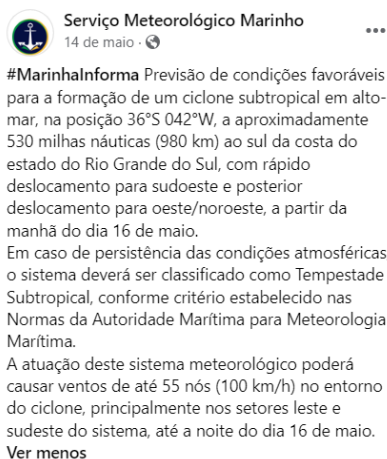 Serviço Meteorológico Marinho
14 de maio ·
#MarinhaInforma Previsão de condições favoráveis
para a formação de um ciclone subtropical em alto-
mar, na posição 36°S 042°W, a aproximadamente
530 milhas náuticas (980 km) ao sul da costa do
estado do Rio Grande do Sul, com rápido
deslocamento para sudoeste e posterior
deslocamento para oeste/noroeste, a partir da
manhã do dia 16 de maio.
Em caso de persistência das condições atmosféricas
o sistema deverá ser classificado como Tempestade
Subtropical, conforme critério estabelecido nas
Normas da Autoridade Marítima para Meteorologia
Marítima.
A atuação deste sistema meteorológico poderá
causar ventos de até 55 nós (100 km/h) no entorno
do ciclone, principalmente nos setores leste e
sudeste do sistema, até a noite do dia 16 de maio.
Ver menos